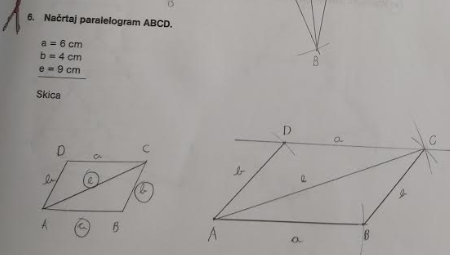 6. Načrtaj paralelogram ABCD.
a = 6 cm
b = 4 cm
e = 9 cm
Skica
B
D a C
b e b
A a B
D a C
b e b
A a B